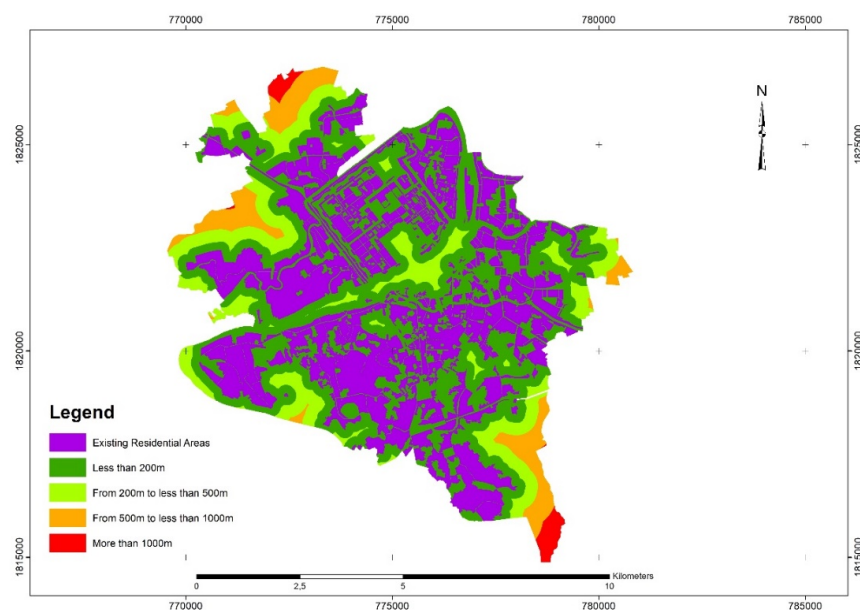 770000 775000 780000 785000
N
1825000 1825000
1820000 1820000
1815000 1815000
Legend
Existing Residential Areas
Less than 200m
From 200m to less than 500m
From 500m to less than 1000m
More than 1000m
Kilometers
0 2,5 5 10
770000 775000 780000 785000